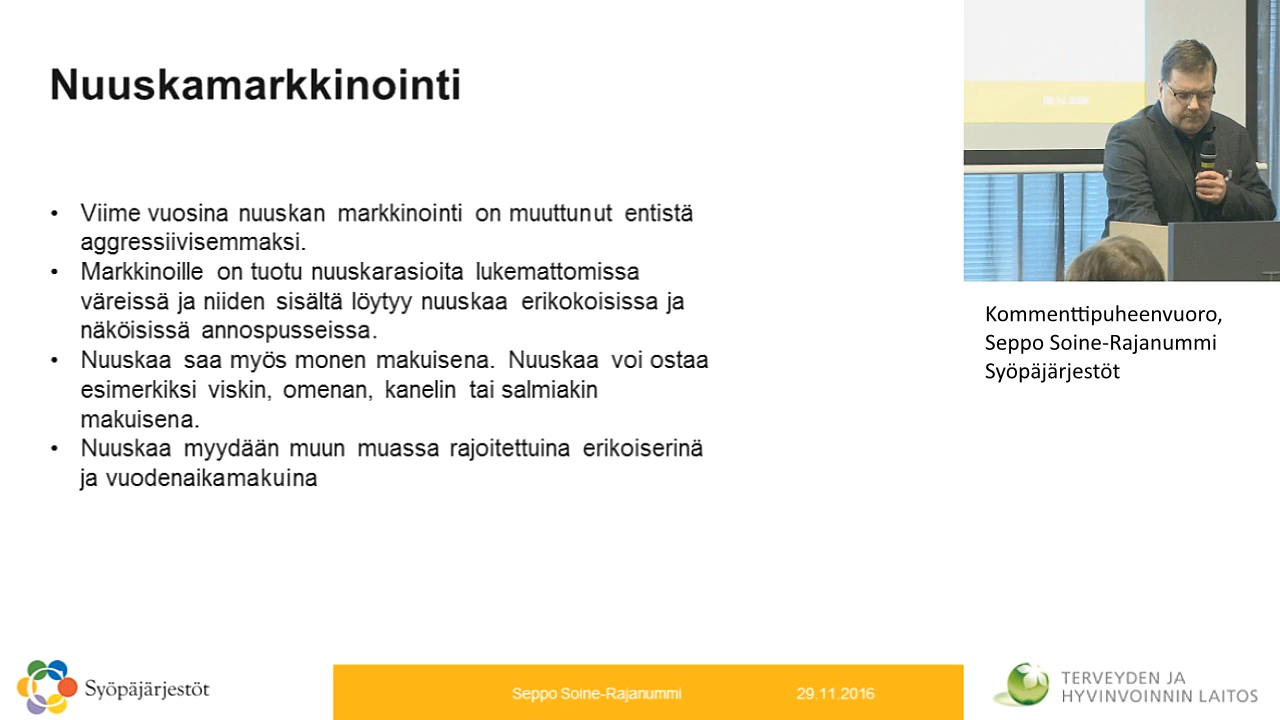 Nuuskamarkkinointi
• Viime vuosina nuuskan markkinointi on muuttunut entistä
aggressiivisemmaksi.
• Markkinoille on tuotu nuuskarasioita lukemattomissa
väreissä ja niiden sisältä löytyy nuuskaa erikokoisissa ja
näköisissä annospusseissa.
• Nuuskaa saa myös monen makuisena. Nuuskaa voi ostaa
esimerkiksi viskin, omenan, kanelin tai salmiakin
makuisena.
• Nuuskaa myydään muun muassa rajoitettuina erikoiserinä
ja vuodenaikamakuina
Kommenttipuheenvuoro,
Seppo Soine-Rajanummi
Syöpäjärjestöt
Syöpäjärjestöt
Seppo Soine-Rajanummi 29.11.2016
TERVEYDEN JA
HYVINVOINNIN LAITOS